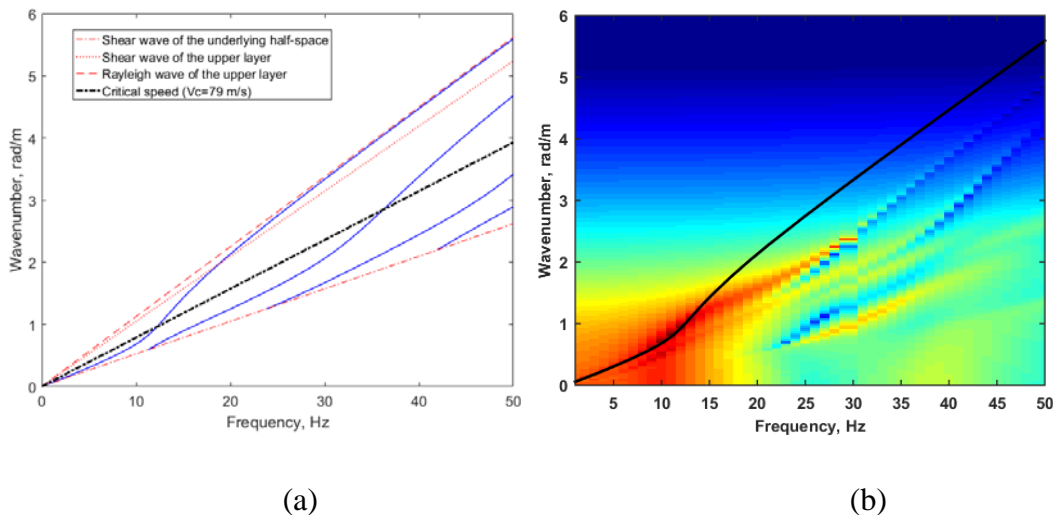 6
5
4
3
2
1
0
Wavenumber, rad/m
Shear wave of the underlying half-space
Shear wave of the upper layer
Rayleigh wave of the upper layer
Critical speed (Vc=79 m/s)
0 10 20 30 40 50
Frequency, Hz
(a)
6
5
4
3
2
1
0
Wavenumber, rad/m
5 10 15 20 25 30 35 40 45 50
Frequency, Hz
(b)